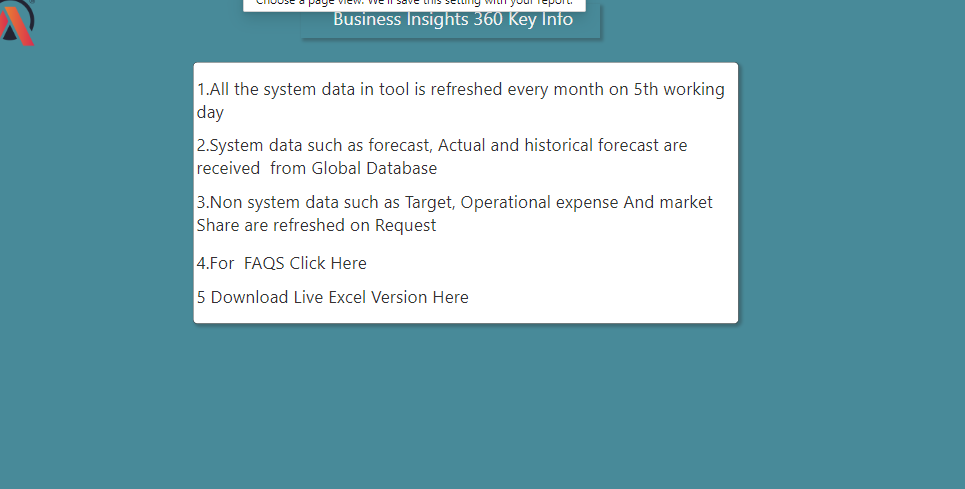 Choose a page view. We'll save this setting with your report.
Business Insights 360 Key Info
1.All the system data in tool is refreshed every month on 5th working
day
2.System data such as forecast, Actual and historical forecast are
received  from Global Database
3.Non system data such as Target, Operational expense And market
Share are refreshed on Request
4.For  FAQS Click Here
5 Download Live Excel Version Here